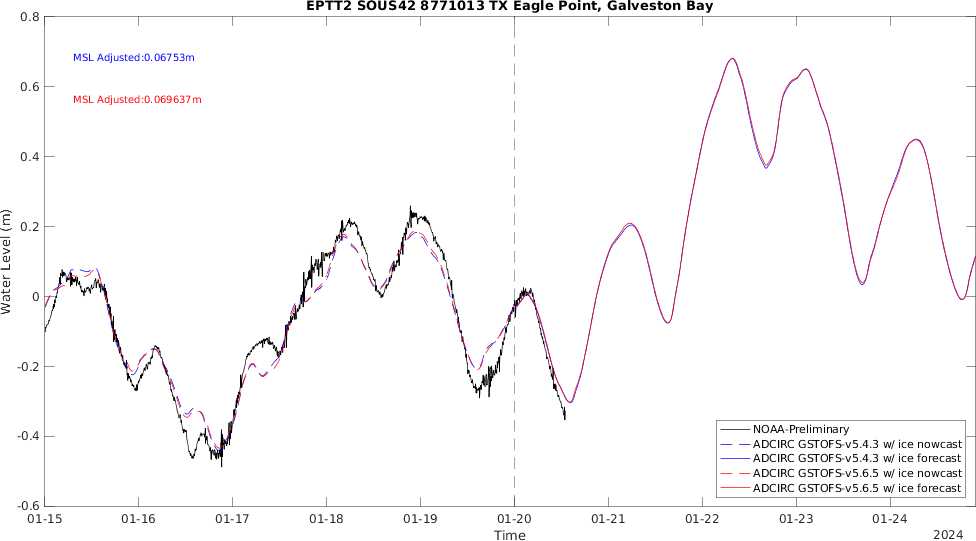 EPTT2 SOUS42 8771013 TX Eagle Point, Galveston Bay
0.8
MSL Adjusted:0.06753m
0.6
MSL Adjusted:0.069637m
0.4
0.2
Water Level (m)
0
-0.2
-0.4
NOAA-Preliminary
ADCIRC GSTOFS-v5.4.3 w/ ice nowcast
ADCIRC GSTOFS-v5.4.3 w/ ice forecast
ADCIRC GSTOFS-v5.6.5 w/ ice nowcast
ADCIRC GSTOFS-v5.6.5 w/ ice forecast
-0.6
01-15 01-16 01-17 01-18 01-19 01-20 01-21 01-22 01-23 01-24
Time
2024